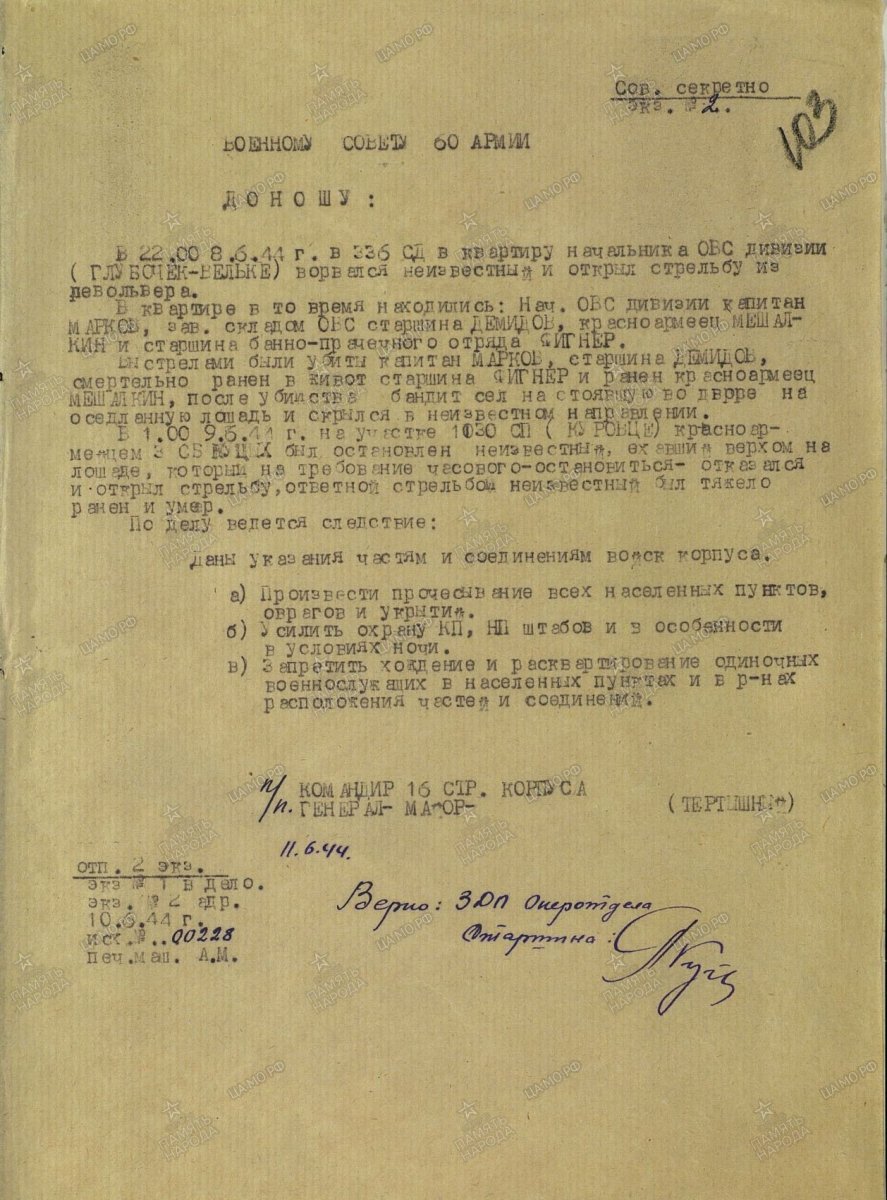 Сов. секретно
экз. № 2.
103
ВОЕННОМУ СОВЕТУ 60 АРМИИ
ДОНОШУ:
В 22.00 8.6.44 г. в 336 СД в квартиру начальника ОВС дивизии
(ГЛУБОЧЕК-ВЕЛЬКЕ) ворвался неизвестный и открыл стрельбу из
револьвера.
В квартире в то время находились: Нач. ОВС дивизии капитан
МАРКОВ, зав. складом ОВС старшина ДЕМИДОВ, красноармеец МЕШАЛ-
КИН и старшина банно-прачечного отряда ФИГНЕР.
Выстрелами были убиты капитан МАРКОВ, старшина ДЕМИДОВ,
смертельно ранен в живот старшина ФИГНЕР и ранен красноармеец
МЕШАЛКИН, после убийства бандит сел на стоявшую во дворе на
оседланную лошадь и скрылся в неизвестном направлении.
В 1.00 9.6.44 г. на участке 1030 СП (КУРОВЦЕ) красноар-
мейцем 3 СБ был остановлен неизвестный, ехавший верхом на
лошаде, который на требование часового-остановиться- отказался
и открыл стрельбу, ответной стрельбой неизвестный был тяжело
ранен и умер.
По делу ведется следствие:
Даны указания частям и соединениям войск корпуса.
а) Произвести прочесывание всех населенных пунктов,
оврагов и укрытий.
б) Усилить охрану КП, НП штабов и в особенности
в условиях ночи.
в) Запретить хождение и расквартирование одиночных
военнослужащих в населенных пунктах и в р-нах
расположения частей и соединений.
п/п. КОМАНДИР 16 СТР. КОРПУСА
ГЕНЕРАЛ- МАЙОР- (ТЕРТЫШНЫЙ)
11.6.44.
отп. 2 экз.
экз № 1 в дело.
экз. № 2 адр.
10.6.44 г.
исх.№..00228
печ.маш. А.М.
Верно: ЗДП Оперотдела
Старшина: